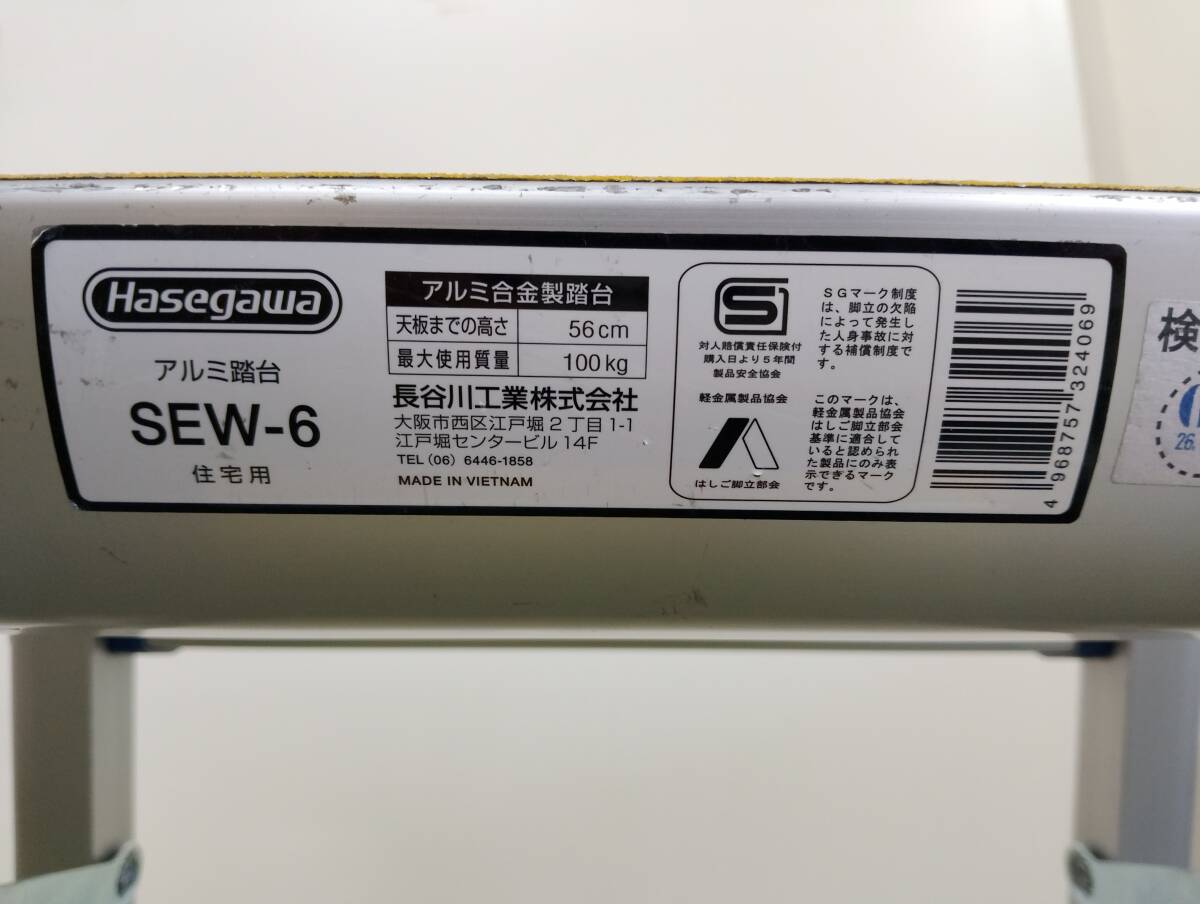 Hasegawa
アルミ踏台
SEW-6
住宅用
アルミ合金製踏台
天板までの高さ 56cm
最大使用質量 100kg
長谷川工業株式会社
大阪市西区江戸堀2丁目1-1
江戸堀センタービル14F
TEL (06) 6446-1858
MADE IN VIETNAM
対人賠償責任保険付
購入日より5年間
製品安全協会
SGマーク制度
は、脚立の欠陥
によって発生し
た人身事故に対
する補償制度で
す。
軽金属製品協会
はしご脚立部会
このマークは、
軽金属製品協会
はしご脚立部会
基準に適合して
いると認められ
た製品にのみ表
示できるマーク
です。
4 968757 324069
検
26.